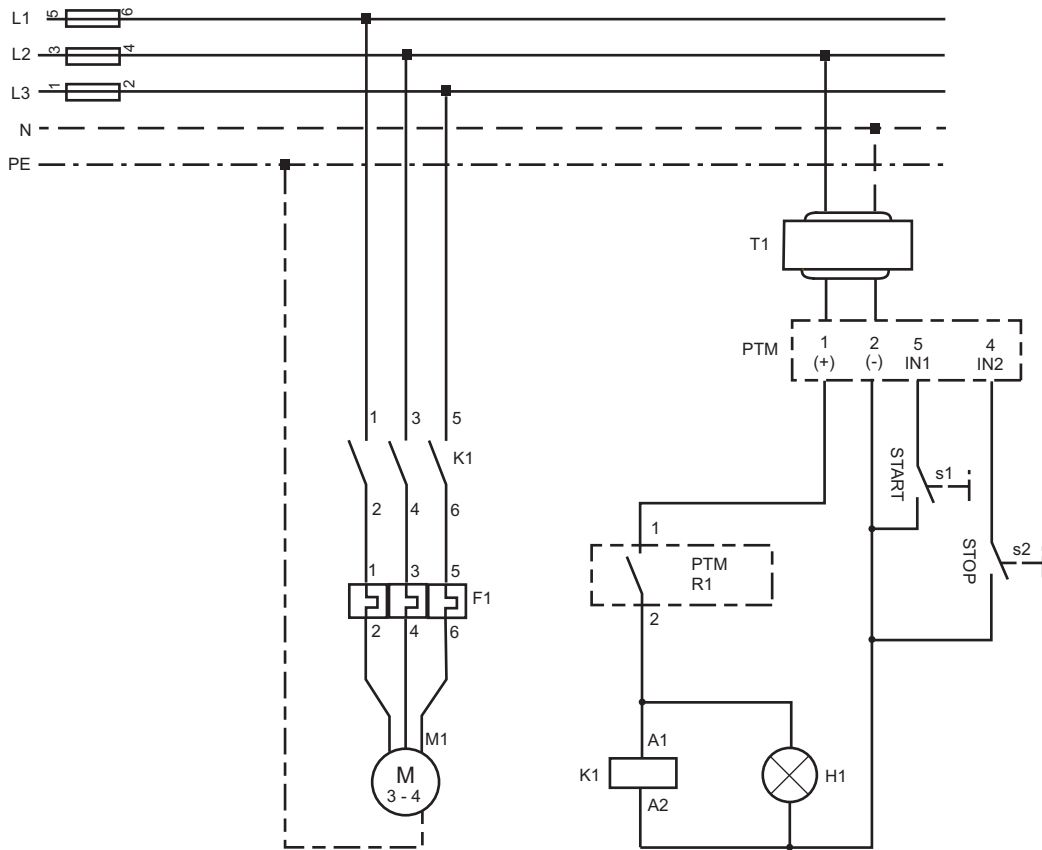 L1 5 6
L2 3 4
L3 1 2
N
PE
T1
PTM 1 2 5 4
(+) (-) IN1 IN2
1 3 5
K1
2 4 6
START s1
STOP s2
1
PTM
R1
2
1 3 5
F1
2 4 6
M1
M
3 - 4
A1
K1 H1
A2